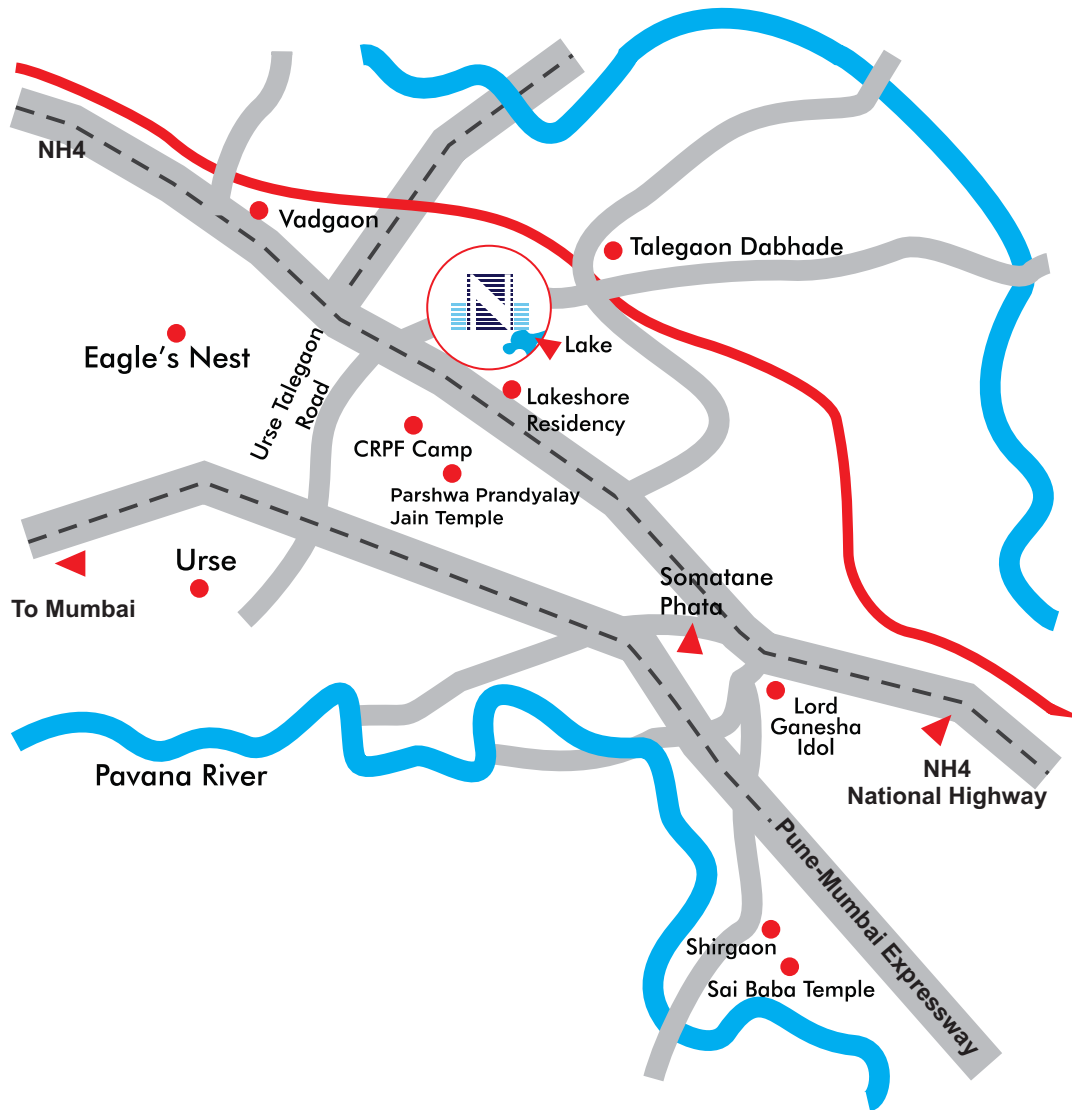 NH4
Vadgaon
Talegaon Dabhade
Eagle's Nest
Lake
Urse Talegaon
Road
Lakeshore
Residency
CRPF Camp
Parshwa Prandyalay
Jain Temple
Urse
To Mumbai
Somatane
Phata
Lord
Ganesha
Idol
Pavana River
NH4
National Highway
Pune-Mumbai Expressway
Shirgaon
Sai Baba Temple